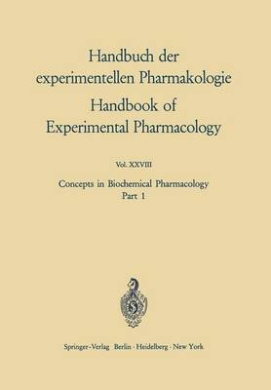 Handbuch der
experimentellen Pharmakologie
Handbook of
Experimental Pharmacology
Vol. XXVIII
Concepts in Biochemical Pharmacology
Part 1
Springer-Verlag Berlin · Heidelberg · New York